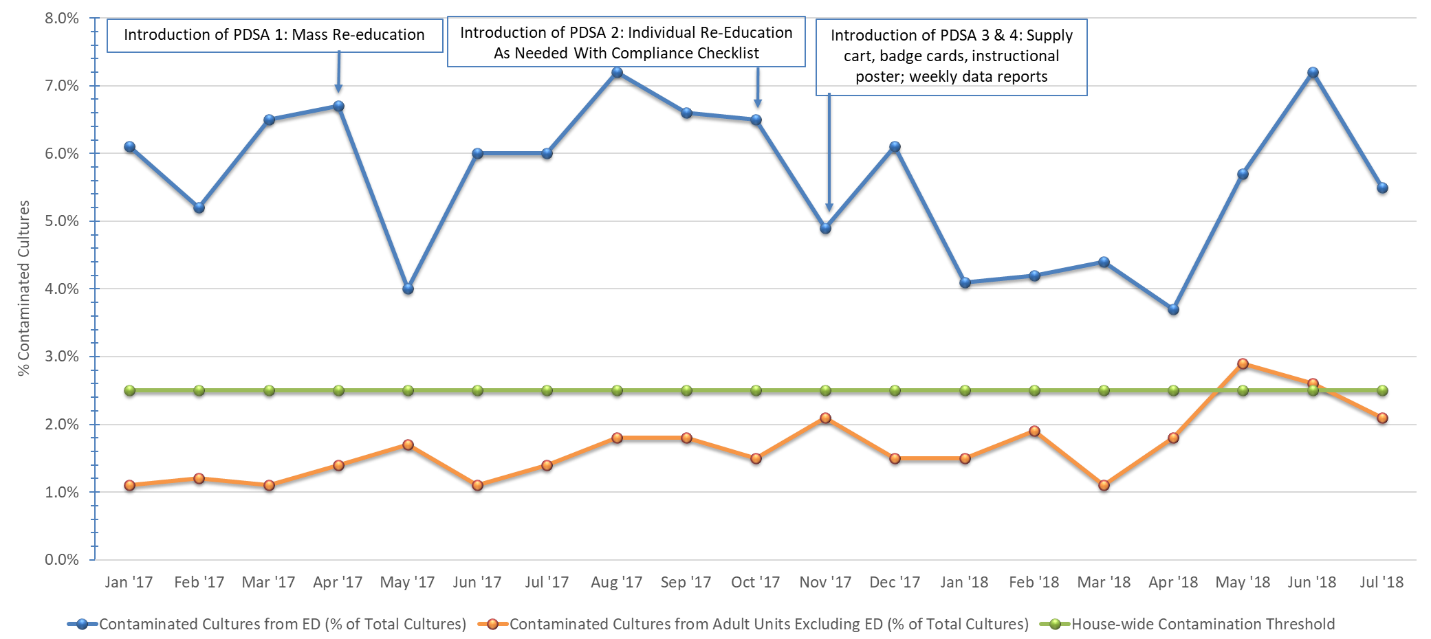 Introduction of PDSA 1: Mass Re-education
Introduction of PDSA 2: Individual Re-Education
As Needed With Compliance Checklist
Introduction of PDSA 3 & 4: Supply
cart, badge cards, instructional
poster; weekly data reports
% Contaminated Cultures
8.0%
7.0%
6.0%
5.0%
4.0%
3.0%
2.0%
1.0%
0.0%
Jan '17 Feb '17 Mar '17 Apr '17 May '17 Jun '17 Jul '17 Aug '17 Sep '17 Oct '17 Nov '17 Dec '17 Jan '18 Feb '18 Mar '18 Apr '18 May '18 Jun '18 Jul '18
Contaminated Cultures from ED (% of Total Cultures) Contaminated Cultures from Adult Units Excluding ED (% of Total Cultures) House-wide Contamination Threshold